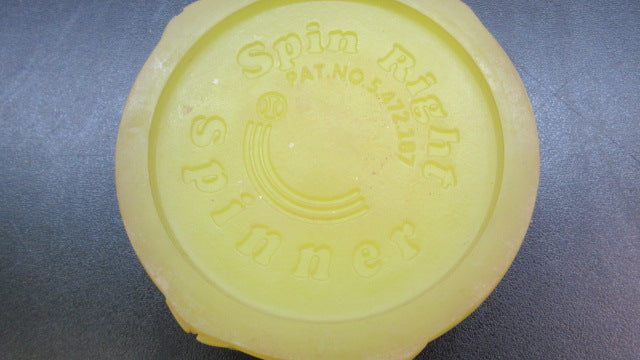 Spin Right
PAT.NO.5,472,187
spinner